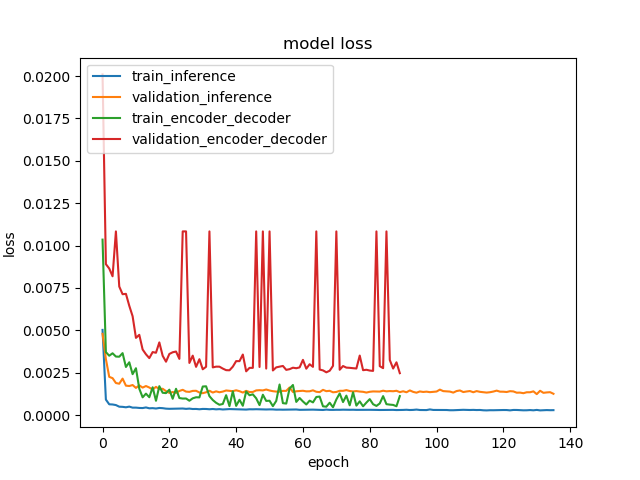 model loss
train_inference
validation_inference
train_encoder_decoder
validation_encoder_decoder
loss
0.0200
0.0175
0.0150
0.0125
0.0100
0.0075
0.0050
0.0025
0.0000
0 20 40 60 80 100 120 140
epoch